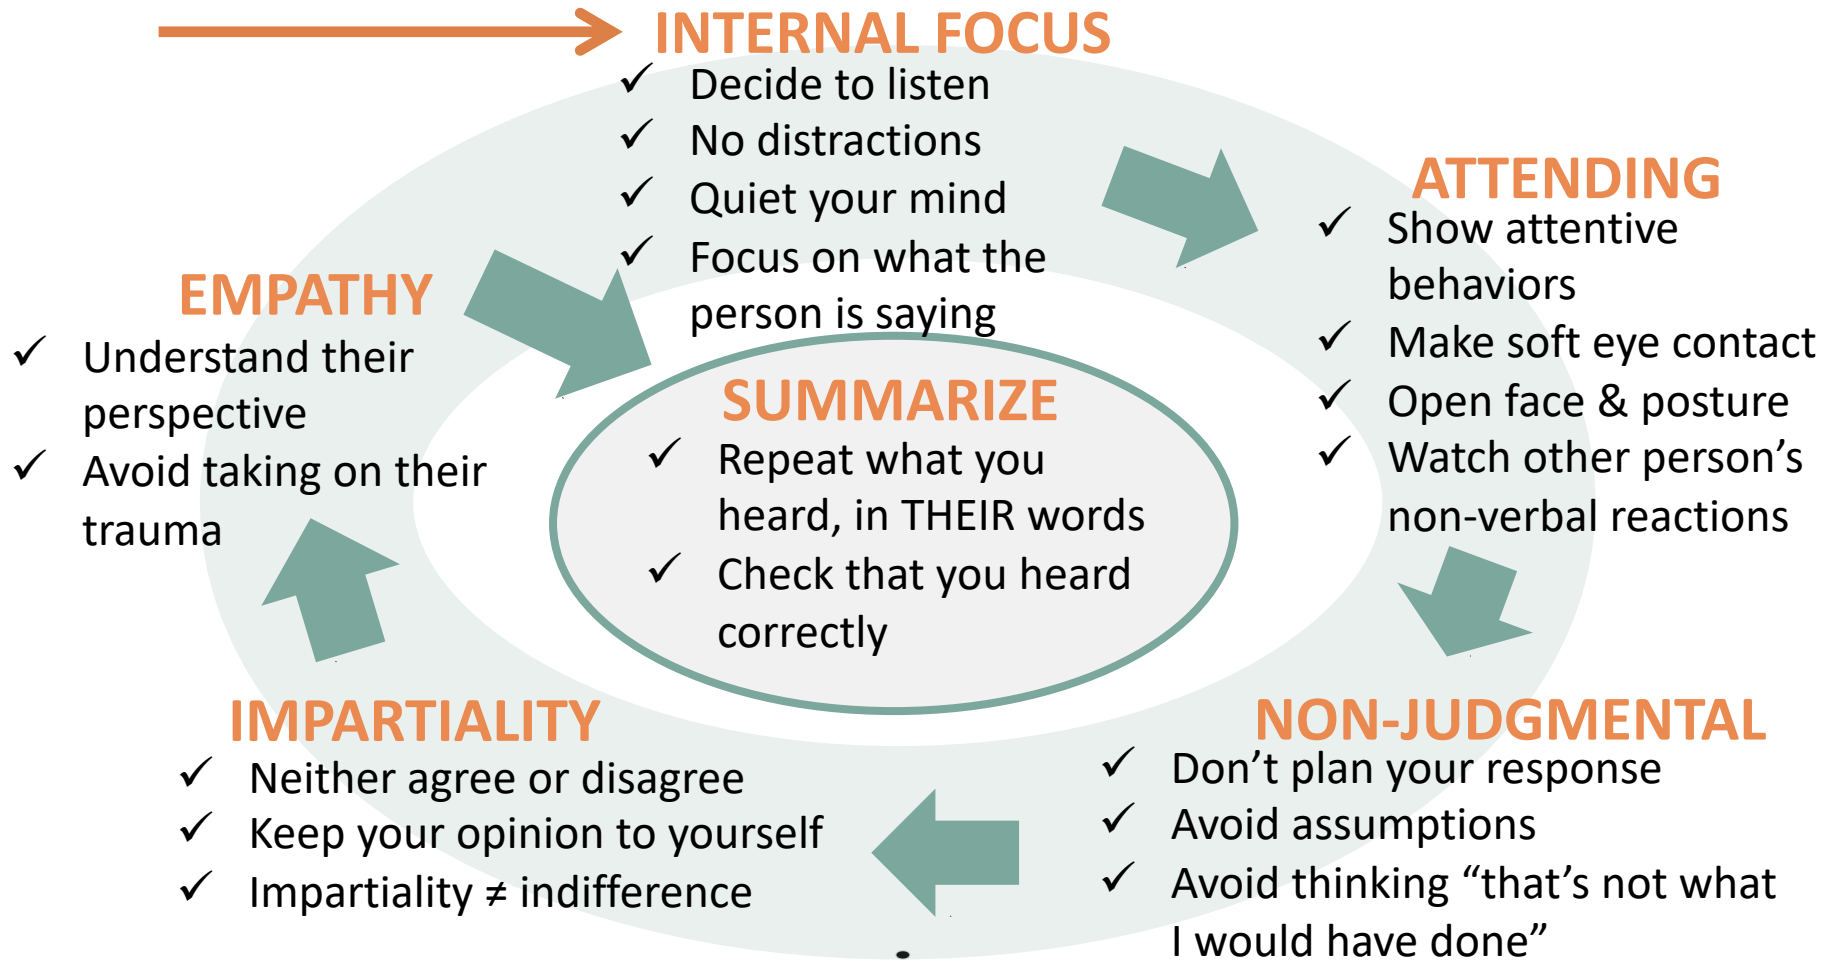 INTERNAL FOCUS
✓ Decide to listen
✓ No distractions
✓ Quiet your mind
✓ Focus on what the
person is saying
ATTENDING
✓ Show attentive
behaviors
✓ Make soft eye contact
✓ Open face & posture
✓ Watch other person’s
non-verbal reactions
NON-JUDGMENTAL
✓ Don’t plan your response
✓ Avoid assumptions
✓ Avoid thinking “that’s not what
I would have done”
IMPARTIALITY
✓ Neither agree or disagree
✓ Keep your opinion to yourself
✓ Impartiality ≠ indifference
EMPATHY
✓ Understand their
perspective
✓ Avoid taking on their
trauma
SUMMARIZE
✓ Repeat what you
heard, in THEIR words
✓ Check that you heard
correctly